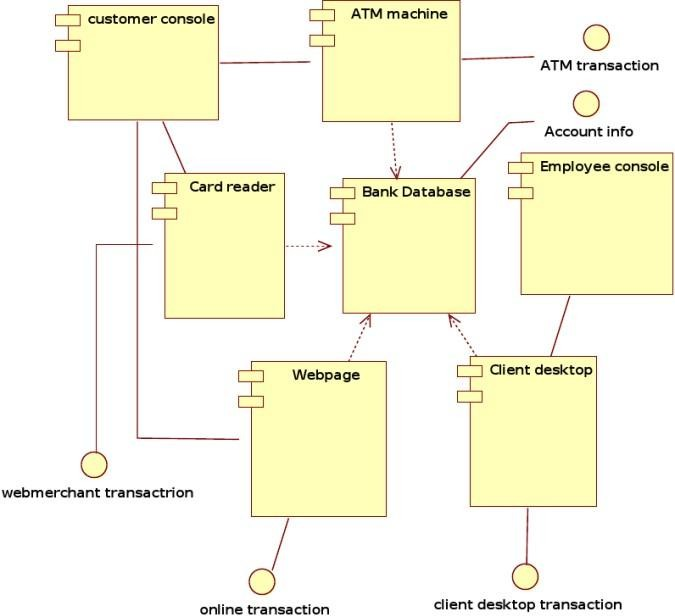 customer console
ATM machine
ATM transaction
Account info
Employee console
Card reader
Bank Database
Webpage
Client desktop
webmerchant transactrion
online transaction
client desktop transaction